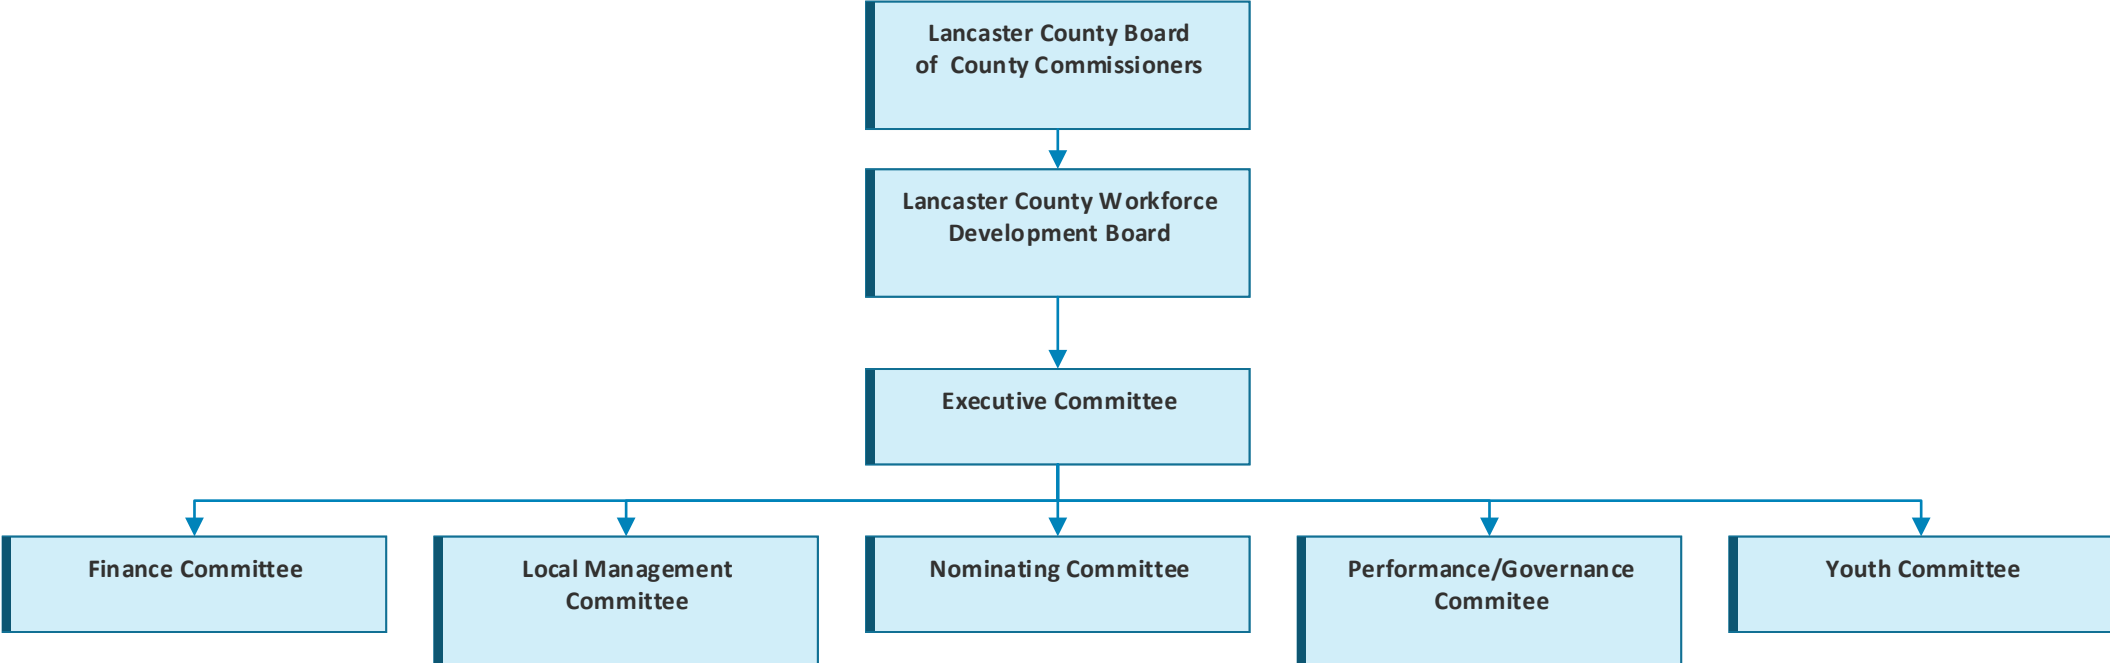 Lancaster County Board
of County Commissioners
Lancaster County Workforce
Development Board
Executive Committee
Finance Committee
Local Management
Committee
Nominating Committee
Performance/Governance
Commitee
Youth Committee